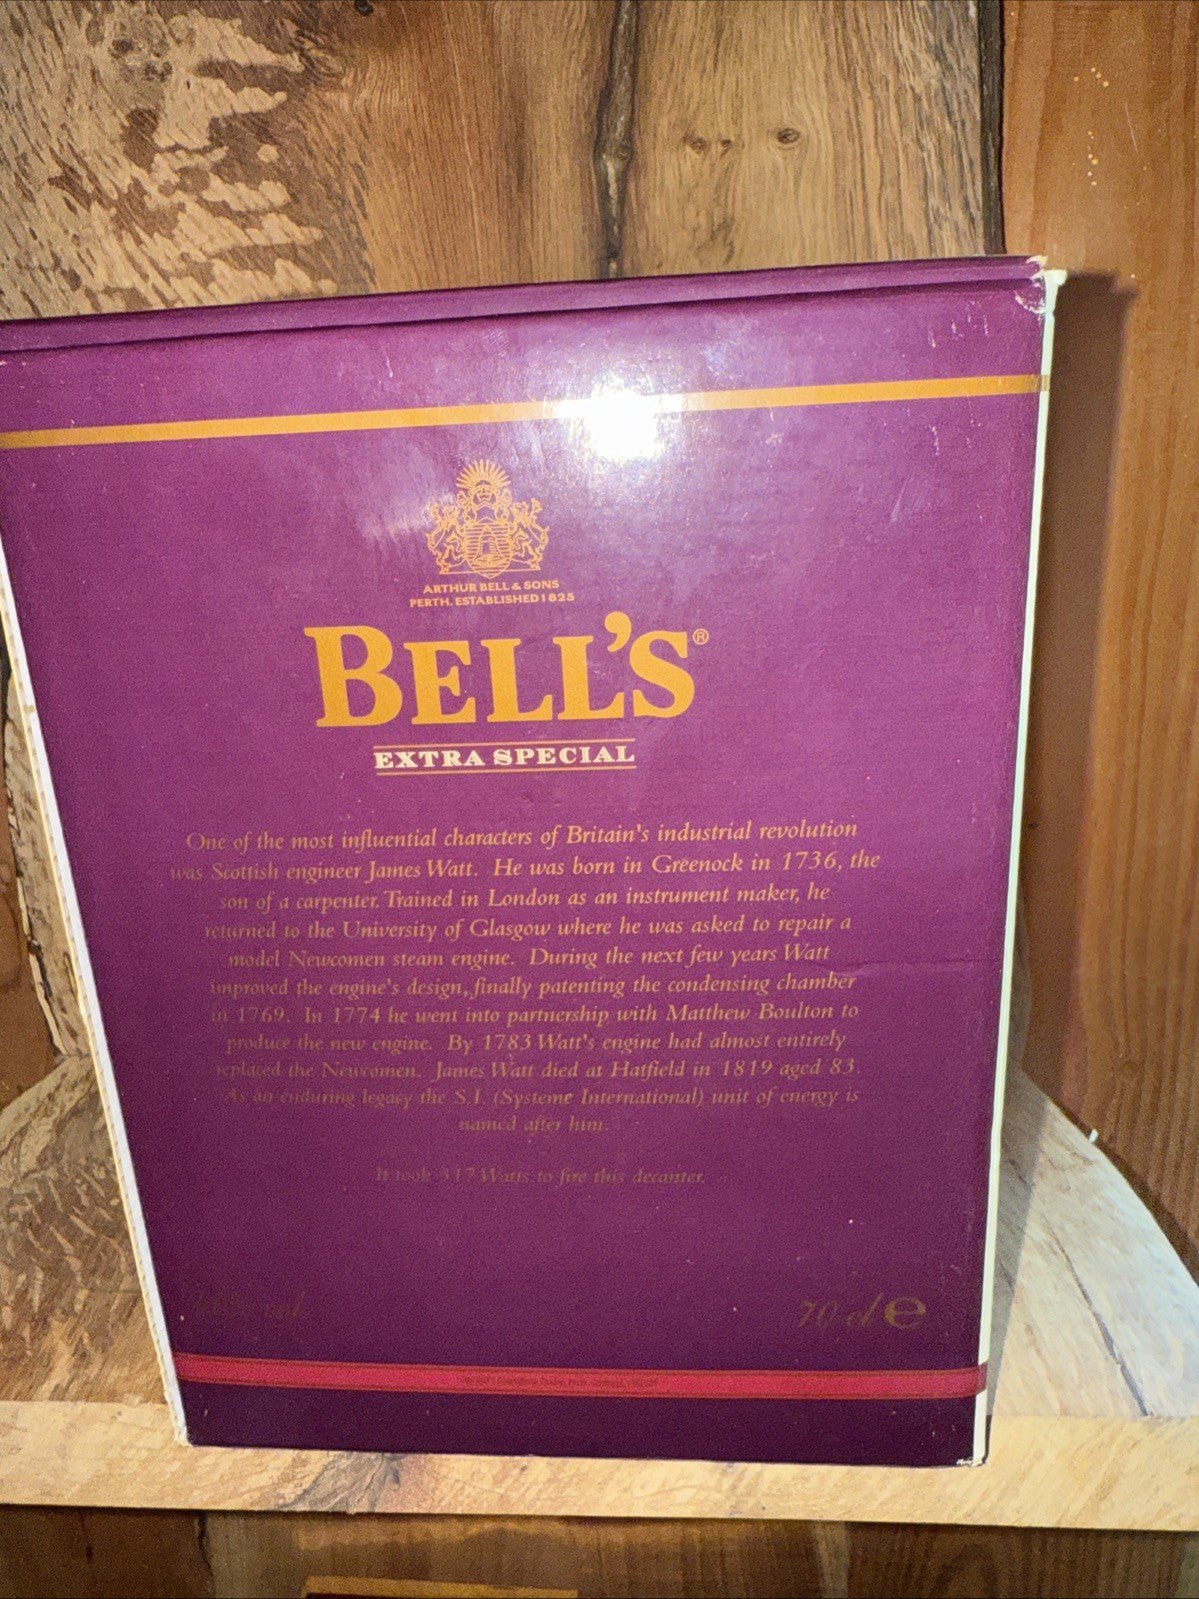 ARTHUR BELL & SONS
PERTH. ESTABLISHED 1825
BELL'S®
EXTRA SPECIAL
One of the most influential characters of Britain's industrial revolution
was Scottish engineer James Watt. He was born in Greenock in 1736, the
son of a carpenter. Trained in London as an instrument maker, he
returned to the University of Glasgow where he was asked to repair a
model Newcomen steam engine. During the next few years Watt
improved the engine's design, finally patenting the condensing chamber
in 1769. In 1774 he went into partnership with Matthew Boulton to
produce the new engine. By 1783 Watt's engine had almost entirely
replaced the Newcomen. James Watt died at Hatfield in 1819 aged 83.
As an enduring legacy the S.I. (Systeme International) unit of energy is
named after him.
It took 317 Watts to fire this decanter.
vol
70 cl e